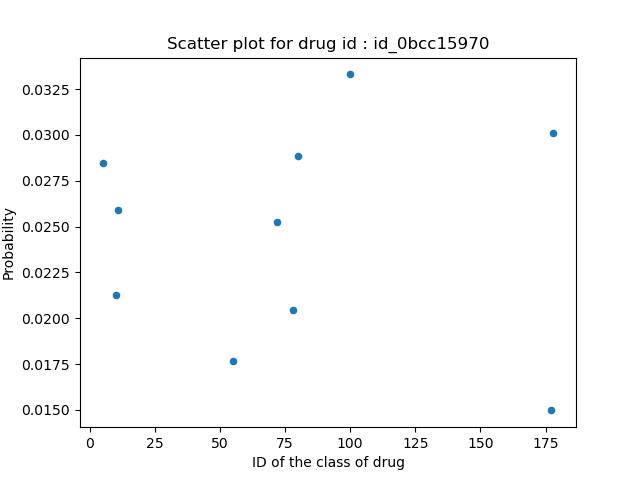 Scatter plot for drug id : id_0bcc15970
0.0325
0.0300
0.0275
0.0250
0.0225
0.0200
0.0175
0.0150
Probability
0 25 50 75 100 125 150 175
ID of the class of drug